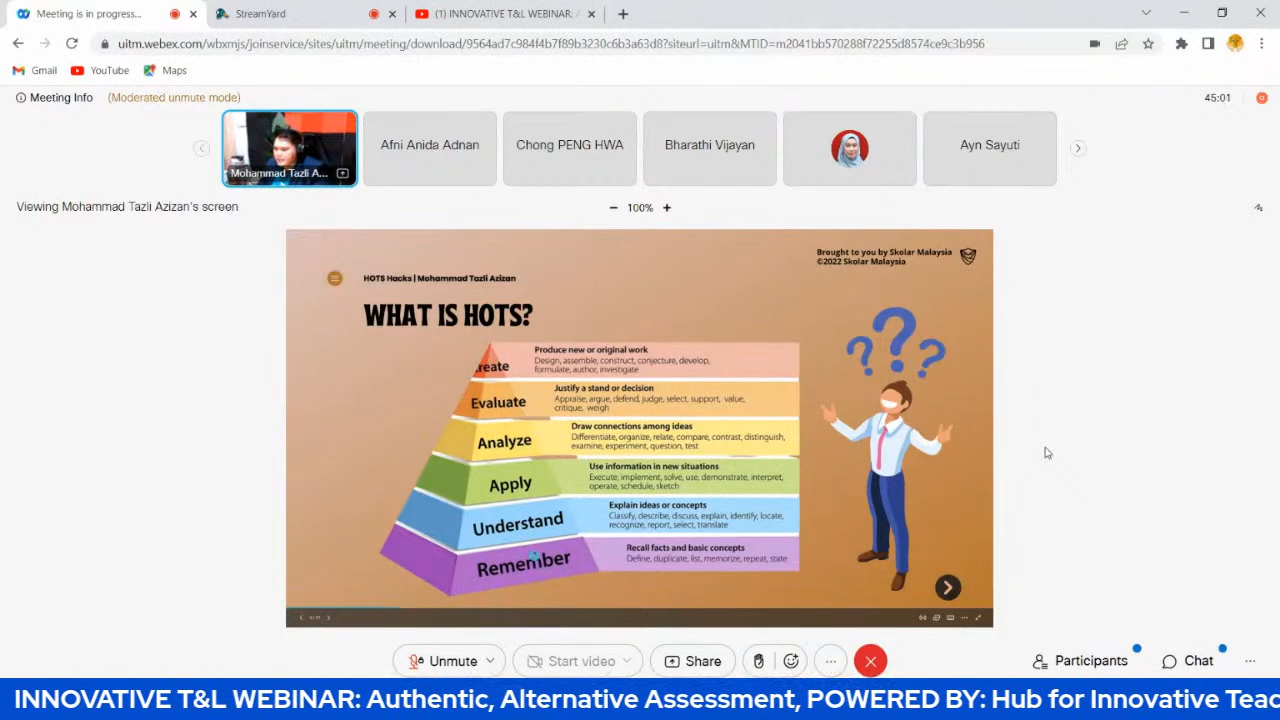 Meeting is in progress...
StreamYard
(1) INNOVATIVE T&L WEBINAR: A
uitm.webex.com/wbxmjs/joinservice/sites/uitm/meeting/download/9564ad7c984f4b7f89b3230c6b3a63d8?siteurl=uitm&MTID=m2041bb570288f72255d8574ce9c3b956
Gmail
YouTube
Maps
Meeting Info
(Moderated unmute mode)
45:01
Mohammad Tazli A...
Afni Anida Adnan
Chong PENG HWA
Bharathi Vijayan
Ayn Sayuti
Viewing Mohammad Tazli Azizan's screen
100%
Brought to you by Skolar Malaysia
©2022 Skolar Malaysia
HOTS Hacks | Mohammad Tazli Azizan
WHAT IS HOTS?
reate
Produce new or original work
Design, assemble, construct, conjecture, develop,
formulate, author, investigate
Evaluate
Justify a stand or decision
Appraise, argue, defend, judge, select, support, value,
critique, weigh
Analyze
Draw connections among ideas
Differentiate, organize, relate, compare, contrast, distinguish,
examine, experiment, question, test
Apply
Use information in new situations
Execute, implement, solve, use, demonstrate, interpret,
operate, schedule, sketch
Understand
Explain ideas or concepts
Classify, describe, discuss, explain, identify, locate,
recognize, report, select, translate
Remember
Recall facts and basic concepts
Define, duplicate, list, memorize, repeat, state
Unmute
Start video
Share
Participants
Chat
INNOVATIVE T&L WEBINAR: Authentic, Alternative Assessment, POWERED BY: Hub for Innovative Teac